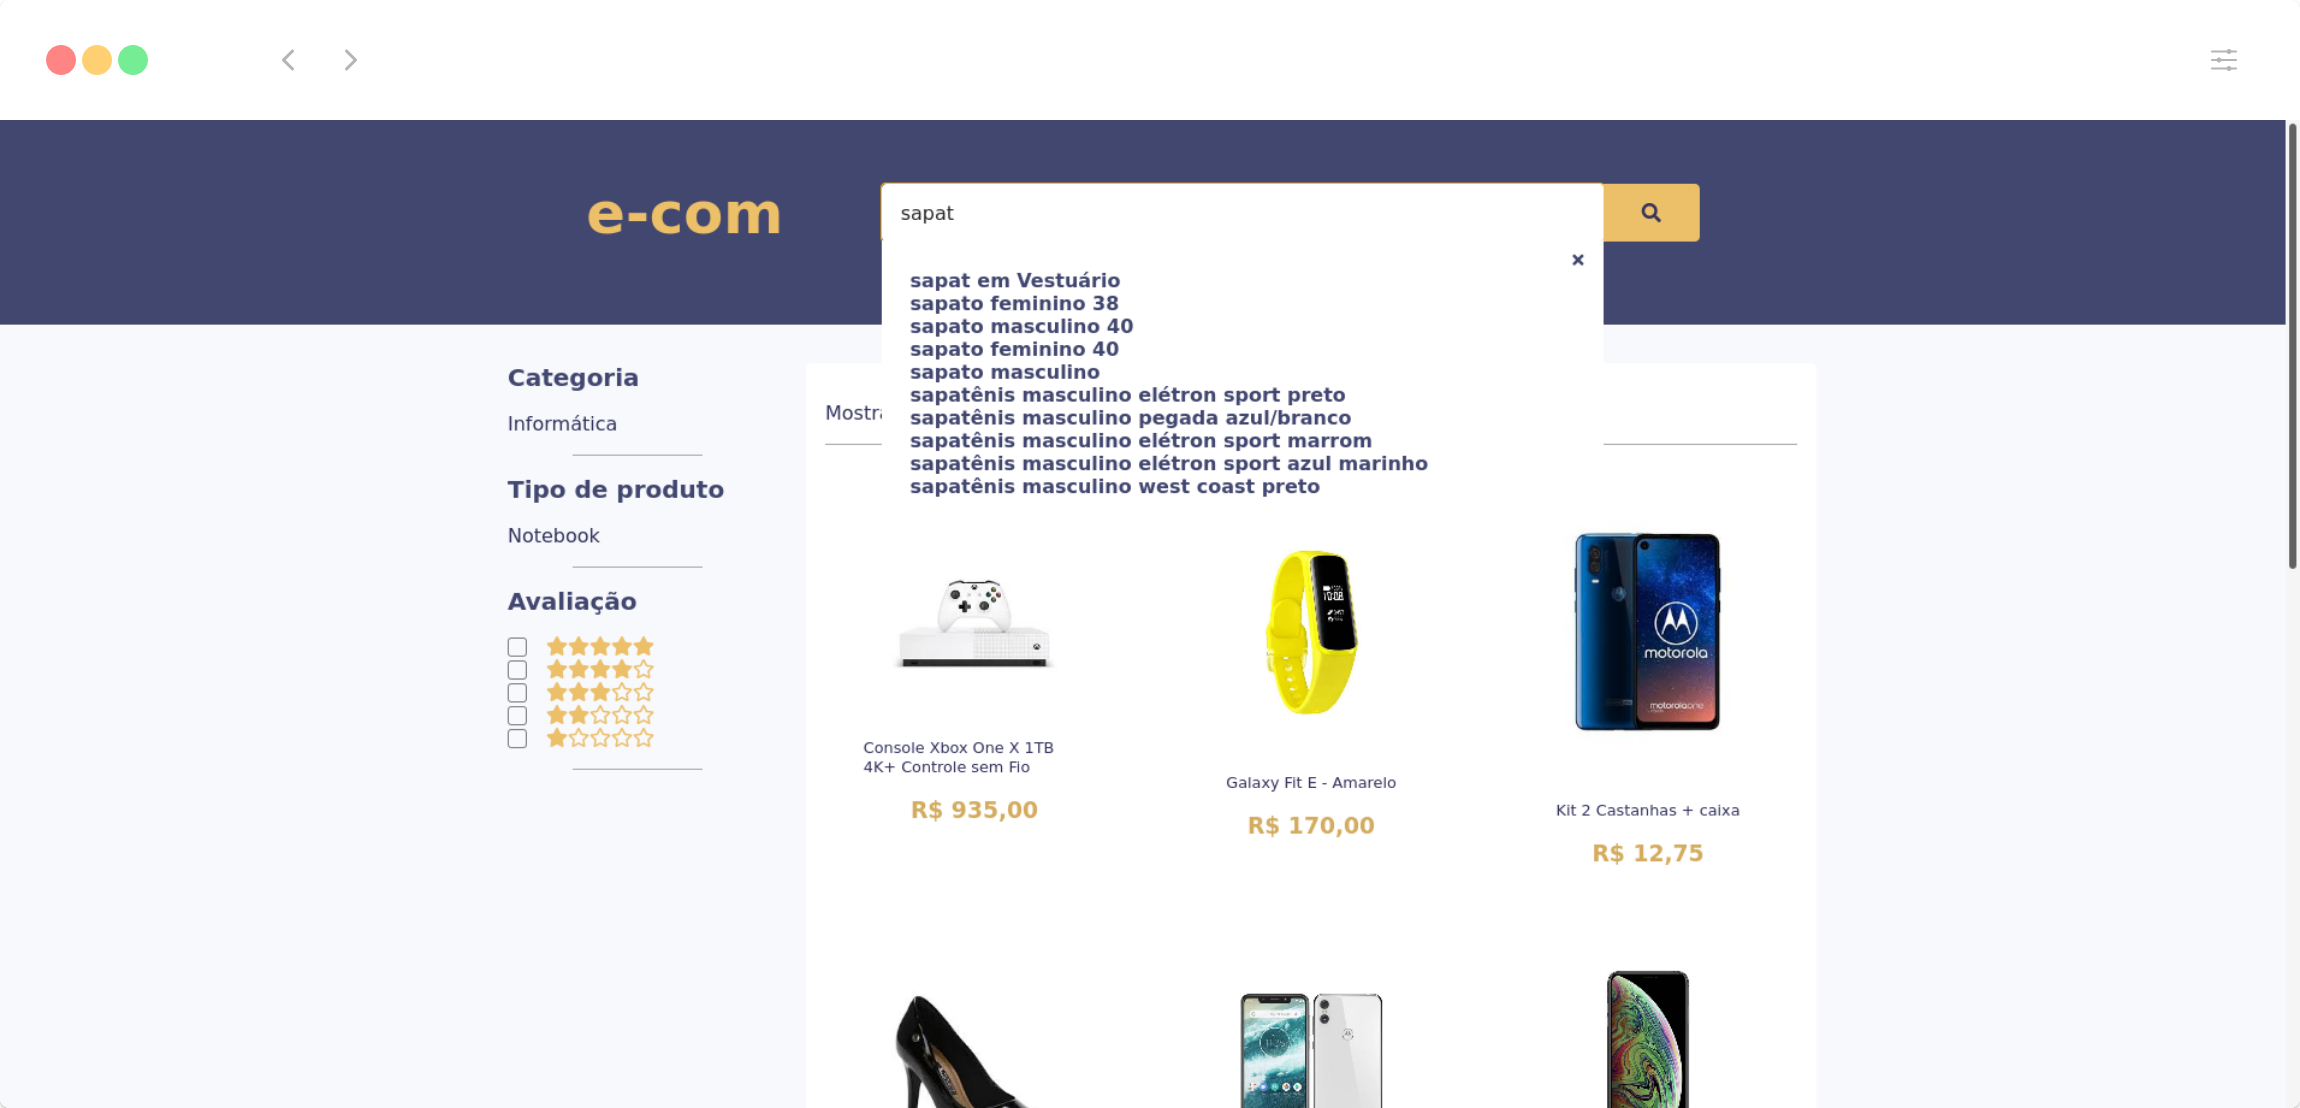 e-com
sapat
sapat em Vestuário
sapato feminino 38
sapato masculino 40
sapato feminino 40
sapato masculino
sapatênis masculino elétron sport preto
sapatênis masculino pegada azul/branco
sapatênis masculino elétron sport marrom
sapatênis masculino elétron sport azul marinho
sapatênis masculino west coast preto
Categoria
Informática
Tipo de produto
Notebook
Avaliação
Mostra
motorola
motorola one
Console Xbox One X 1TB
4K+ Controle sem Fio
R$ 935,00
Galaxy Fit E - Amarelo
R$ 170,00
Kit 2 Castanhas + caixa
R$ 12,75